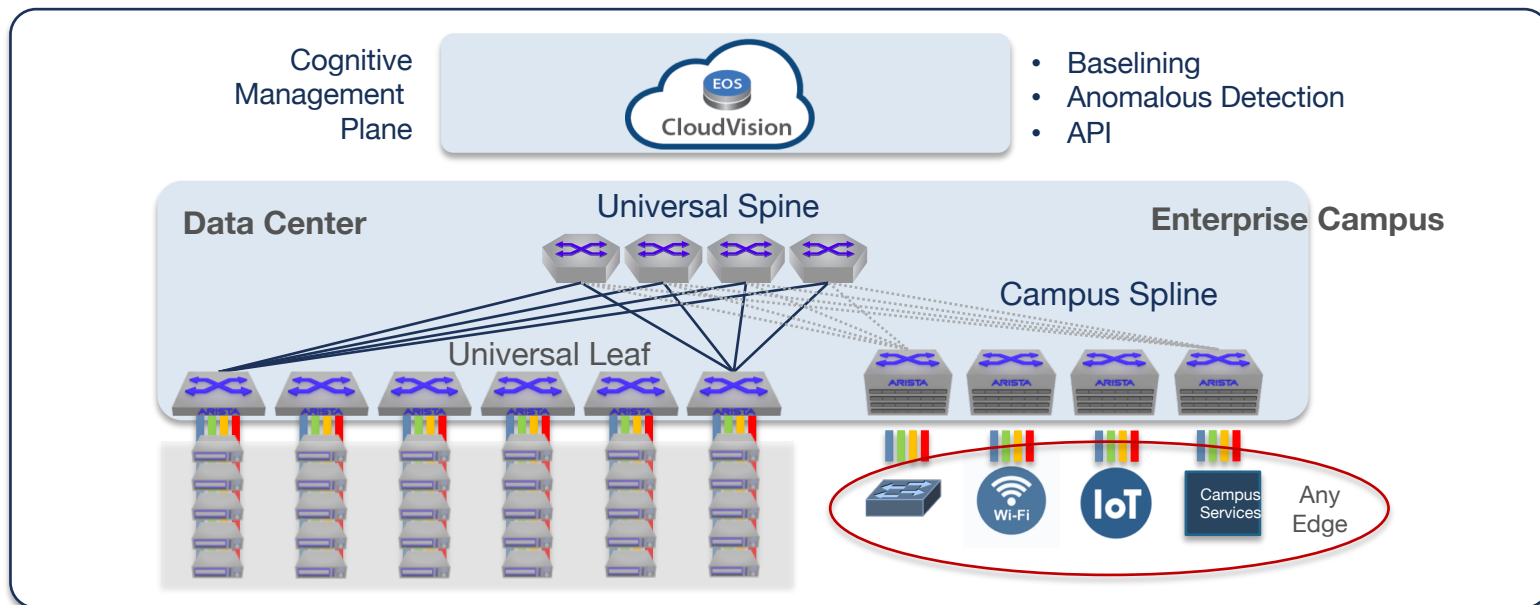 Cognitive
Management
Plane
EOS
CloudVision
• Baselining
• Anomalous Detection
• API
Data Center
Universal Spine
Enterprise Campus
Campus Spline
Universal Leaf
ARISTA
ARISTA
ARISTA
ARISTA
ARISTA
ARISTA
ARISTA
ARISTA
ARISTA
ARISTA
Wi-Fi
IoT
Campus
Services
Any
Edge